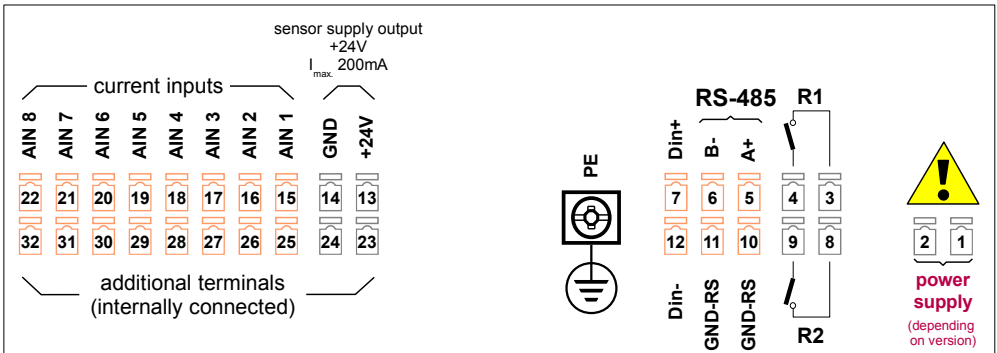 sensor supply output
+24V
Imax. 200mA
current inputs
AIN 8
AIN 7
AIN 6
AIN 5
AIN 4
AIN 3
AIN 2
AIN 1
GND
+24V
22 21 20 19 18 17 16 15 14 13
32 31 30 29 28 27 26 25 24 23
additional terminals
(internally connected)
PE
RS-485
R1
Din+
B-
A+
7 6 5 4 3
12 11 10 9 8
Din-
GND-RS
GND-RS
R2
!
2 1
power
supply
(depending
on version)